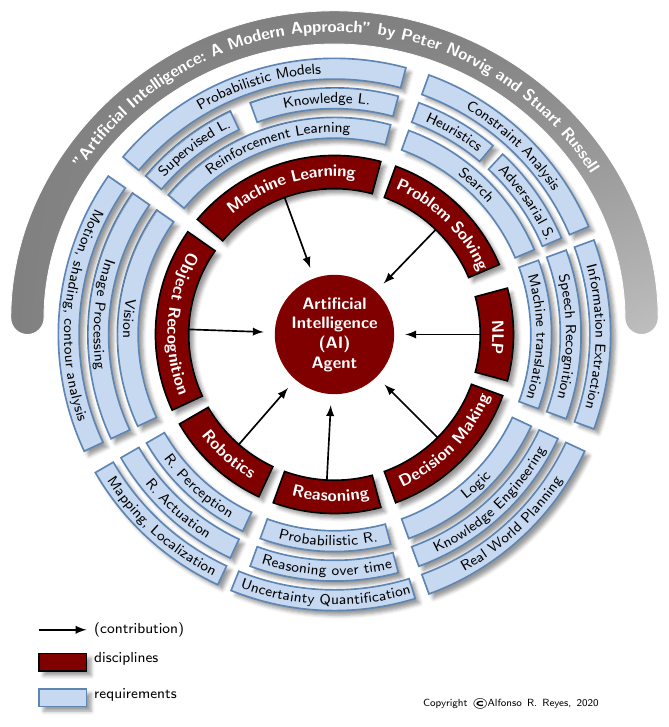 "Artificial Intelligence: A Modern Approach" by Peter Norvig and Stuart Russell
Probabilistic Models
Supervised L.
Knowledge L.
Reinforcement Learning
Machine Learning
Constraint Analysis
Heuristics
Adversarial S.
Search
Problem Solving
Information Extraction
Speech Recognition
Machine translation
NLP
Decision Making
Logic
Knowledge Engineering
Real World Planning
Reasoning
Probabilistic R.
Reasoning over time
Uncertainty Quantification
Robotics
R. Perception
R. Actuation
Mapping, Localization
Object Recognition
Vision
Image Processing
Motion, shading, contour analysis
Artificial
Intelligence
(AI)
Agent
(contribution)
disciplines
requirements
Copyright ©Alfonso R. Reyes, 2020